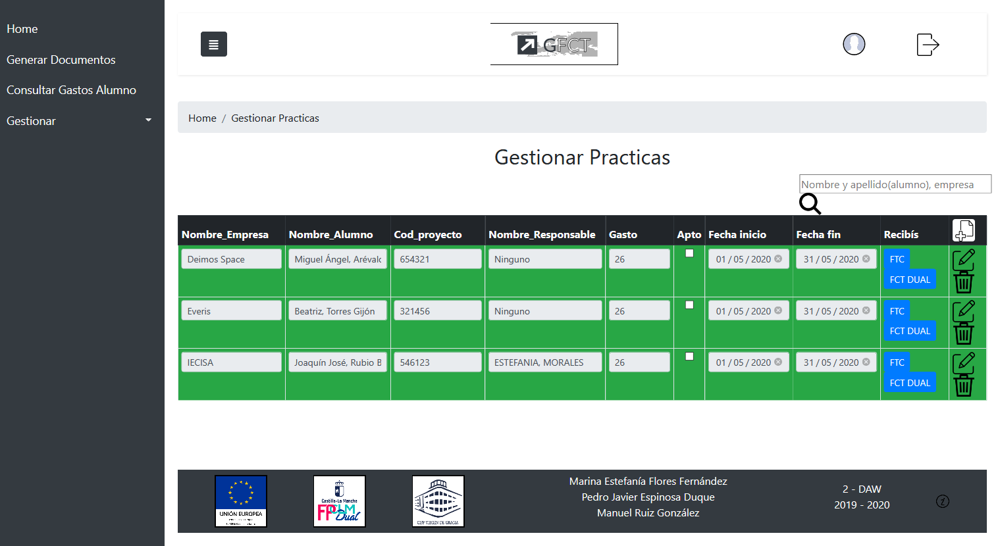 Home
Generar Documentos
Consultar Gastos Alumno
Gestionar
GFCT
Home / Gestionar Practicas
Gestionar Practicas
Nombre y apellido(alumno), empresa
Nombre_Empresa Nombre_Alumno Cod_proyecto Nombre_Responsable Gasto Apto Fecha inicio Fecha fin Recibís
Deimos Space Miguel Ángel, Aréval 654321 Ninguno 26 01 / 05 / 2020 31 / 05 / 2020 FTC
FCT DUAL
Everis Beatriz, Torres Gijón 321456 Ninguno 26 01 / 05 / 2020 31 / 05 / 2020 FTC
FCT DUAL
IECISA Joaquín José, Rubio B 546123 ESTEFANIA, MORALES 26 01 / 05 / 2020 31 / 05 / 2020 FTC
FCT DUAL
UNIÓN EUROPEA
Castilla-La Mancha
FPCLM
Dual
CIFP VIRGEN DE GRACIA
Marina Estefanía Flores Fernández
Pedro Javier Espinosa Duque
Manuel Ruiz González
2 - DAW
2019 - 2020
i